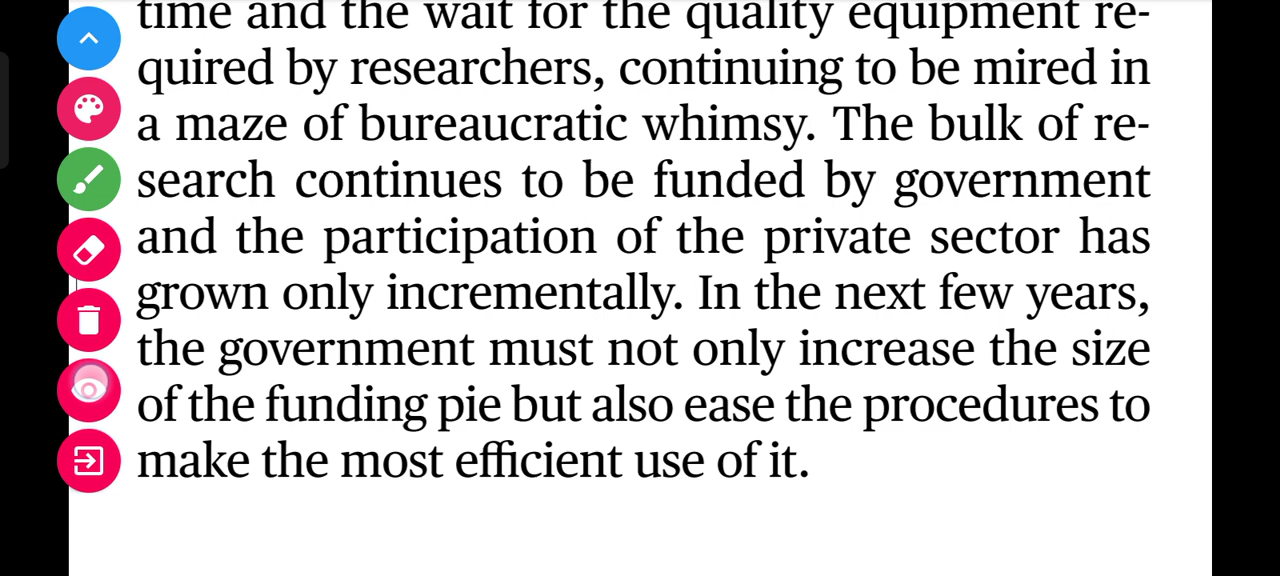 time and the wait for the quality equipment re-
quired by researchers, continuing to be mired in
a maze of bureaucratic whimsy. The bulk of re-
search continues to be funded by government
and the participation of the private sector has
grown only incrementally. In the next few years,
the government must not only increase the size
of the funding pie but also ease the procedures to
make the most efficient use of it.